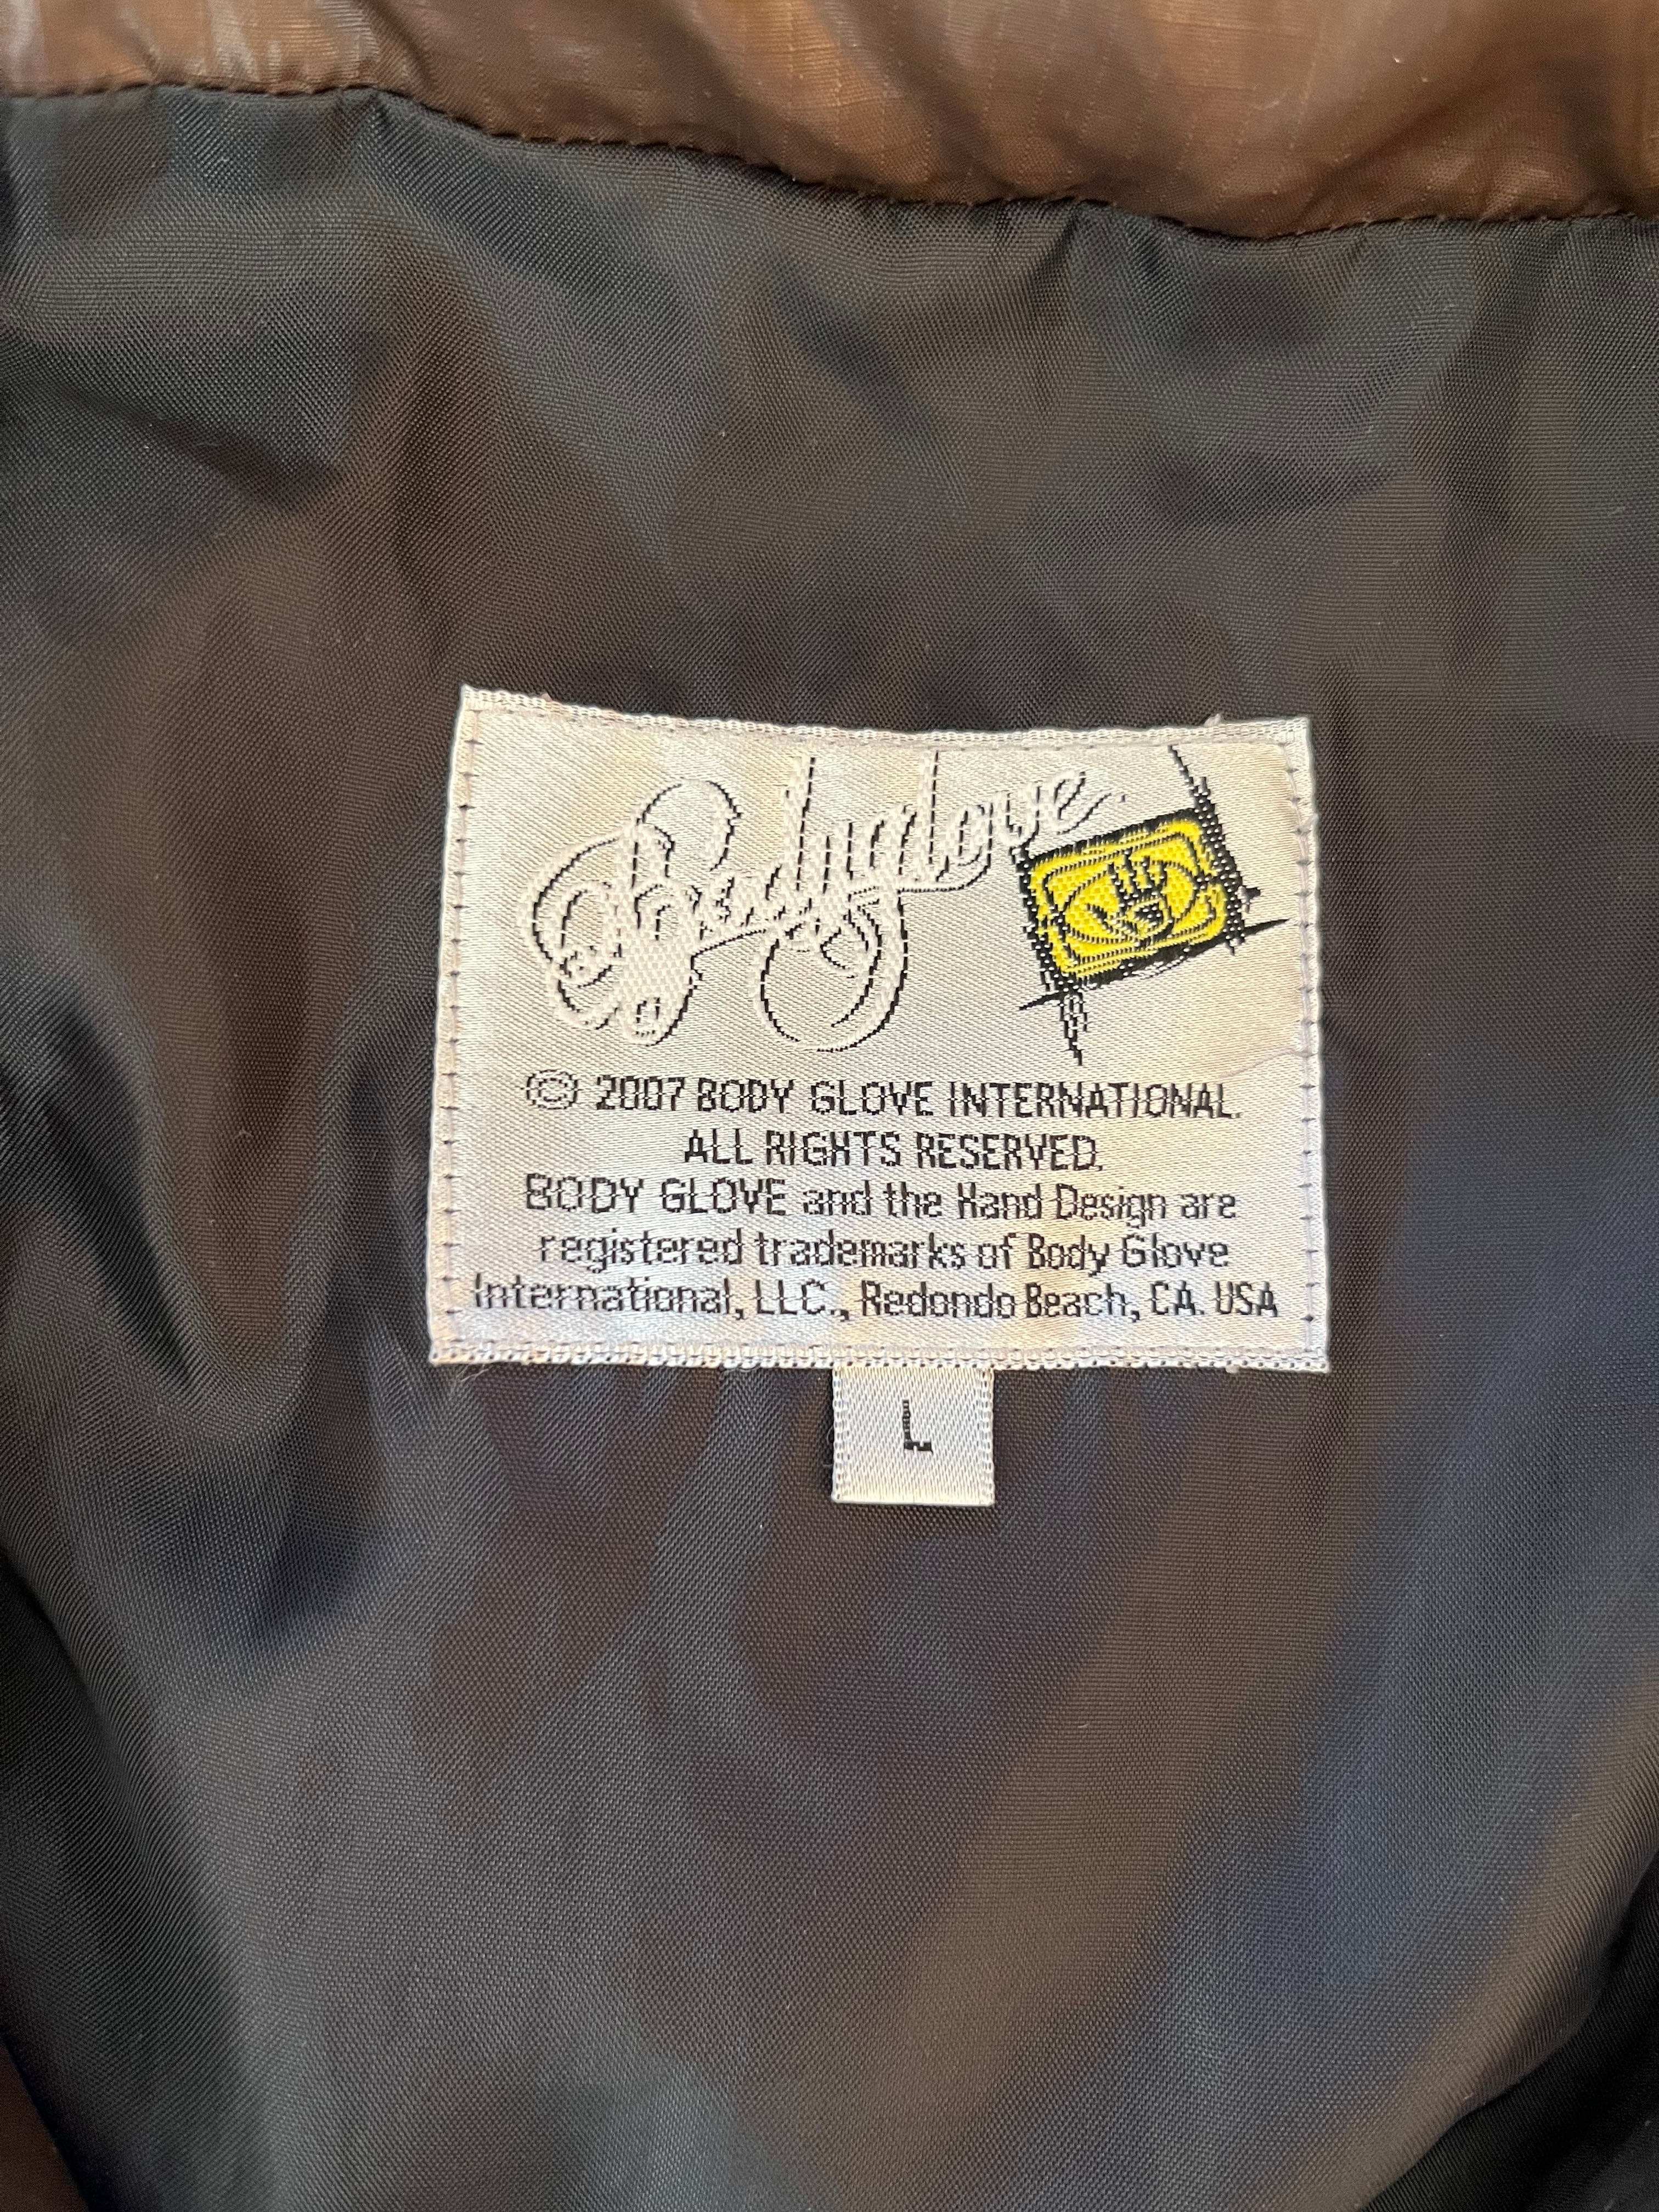 Bodyglove.
© 2007 BODY GLOVE INTERNATIONAL.
ALL RIGHTS RESERVED.
BODY GLOVE and the Hand Design are
registered trademarks of Body Glove
International, LLC., Redondo Beach, CA. USA
L